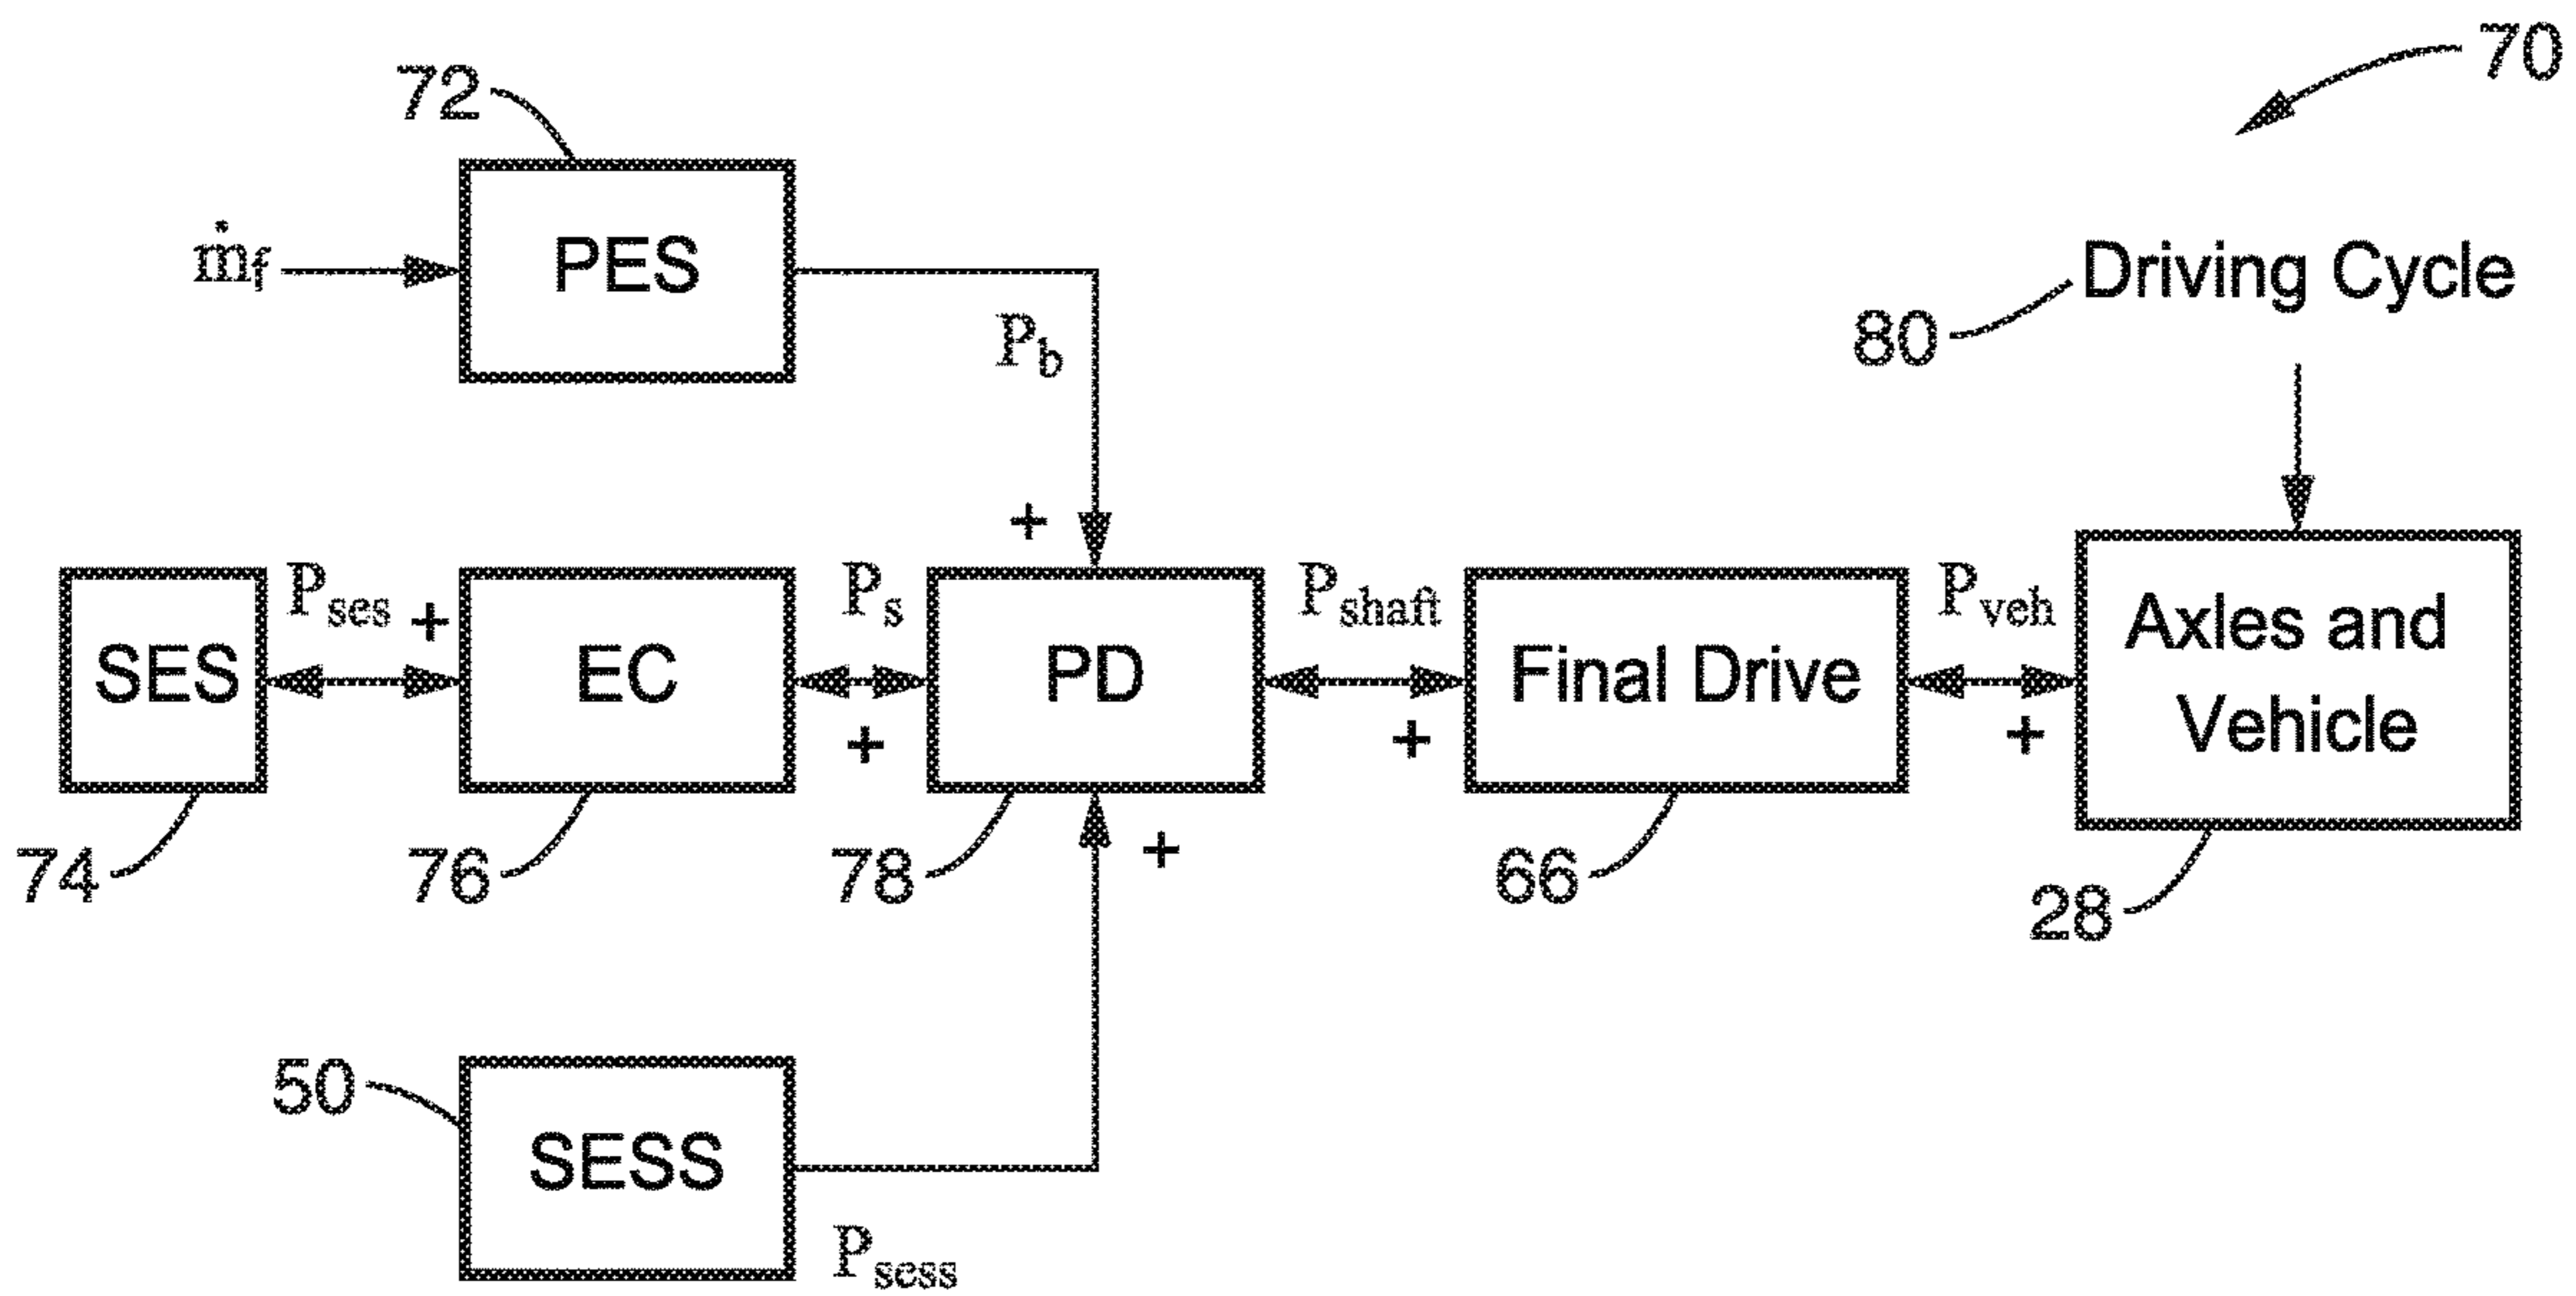 70
72
PES
ṁf
Pb
Driving Cycle
80
+
Pses
+
Ps
Pshaft
Pveh
SES
EC
PD
Final Drive
Axles and
Vehicle
+
+
+
74
76
78
+
66
28
50
SESS
Psess